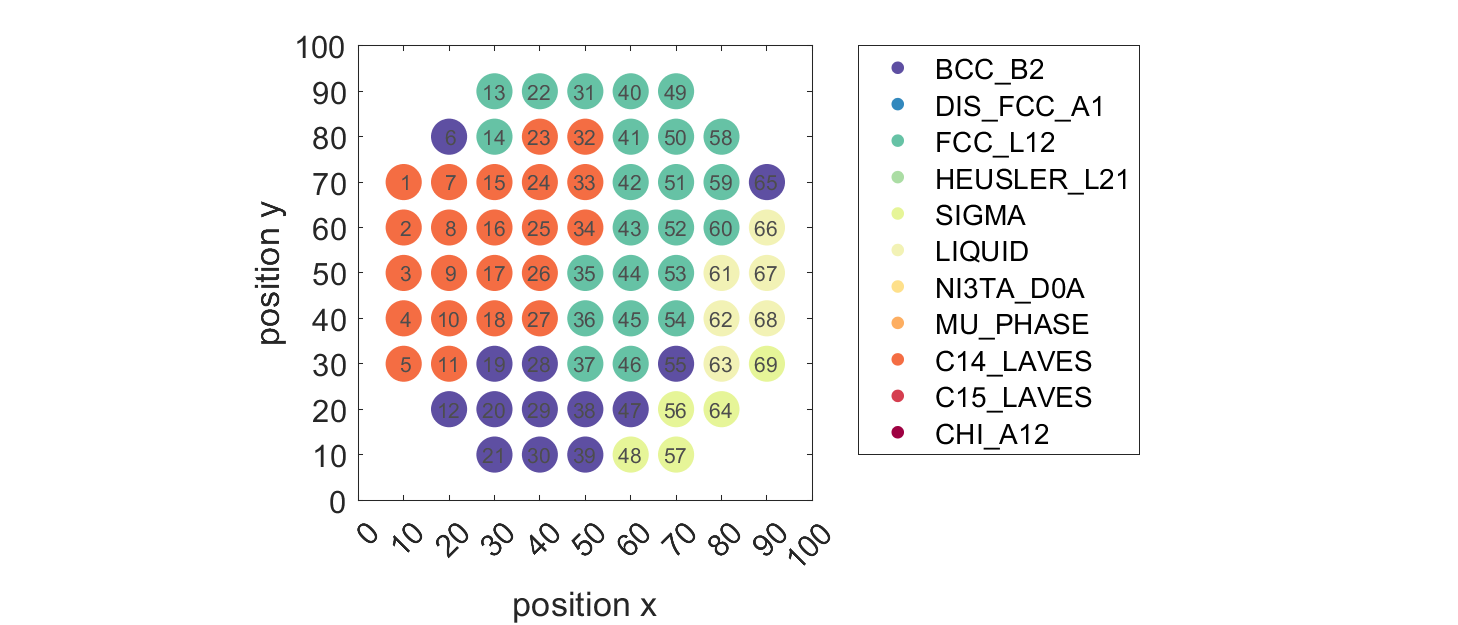 100
90
80
70
60
50
40
30
20
10
0
position y
13 22 31 40 49
6 14 23 32 41 50 58
1 7 15 24 33 42 51 59 65
2 8 16 25 34 43 52 60 66
3 9 17 26 35 44 53 61 67
4 10 18 27 36 45 54 62 68
5 11 19 28 37 46 55 63 69
12 20 29 38 47 56 64
21 30 39 48 57
0 10 20 30 40 50 60 70 80 90 100
position x
BCC_B2
DIS_FCC_A1
FCC_L12
HEUSLER_L21
SIGMA
LIQUID
NI3TA_D0A
MU_PHASE
C14_LAVES
C15_LAVES
CHI_A12